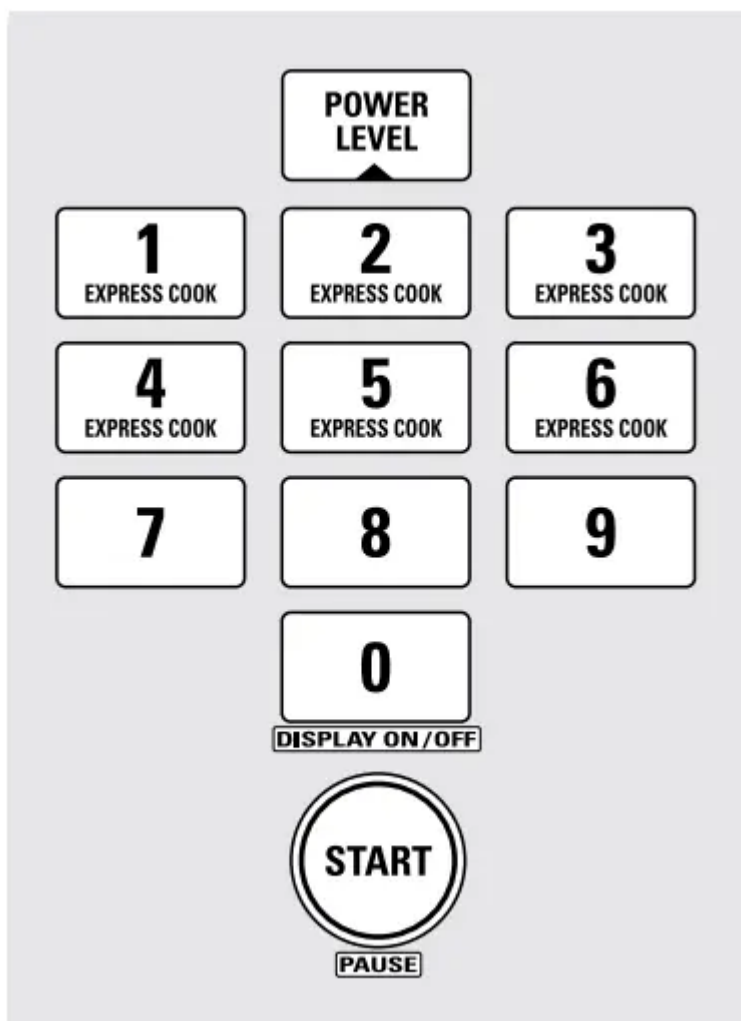 POWER
LEVEL
1
EXPRESS COOK
2
EXPRESS COOK
3
EXPRESS COOK
4
EXPRESS COOK
5
EXPRESS COOK
6
EXPRESS COOK
7
8
9
0
DISPLAY ON/OFF
START
PAUSE